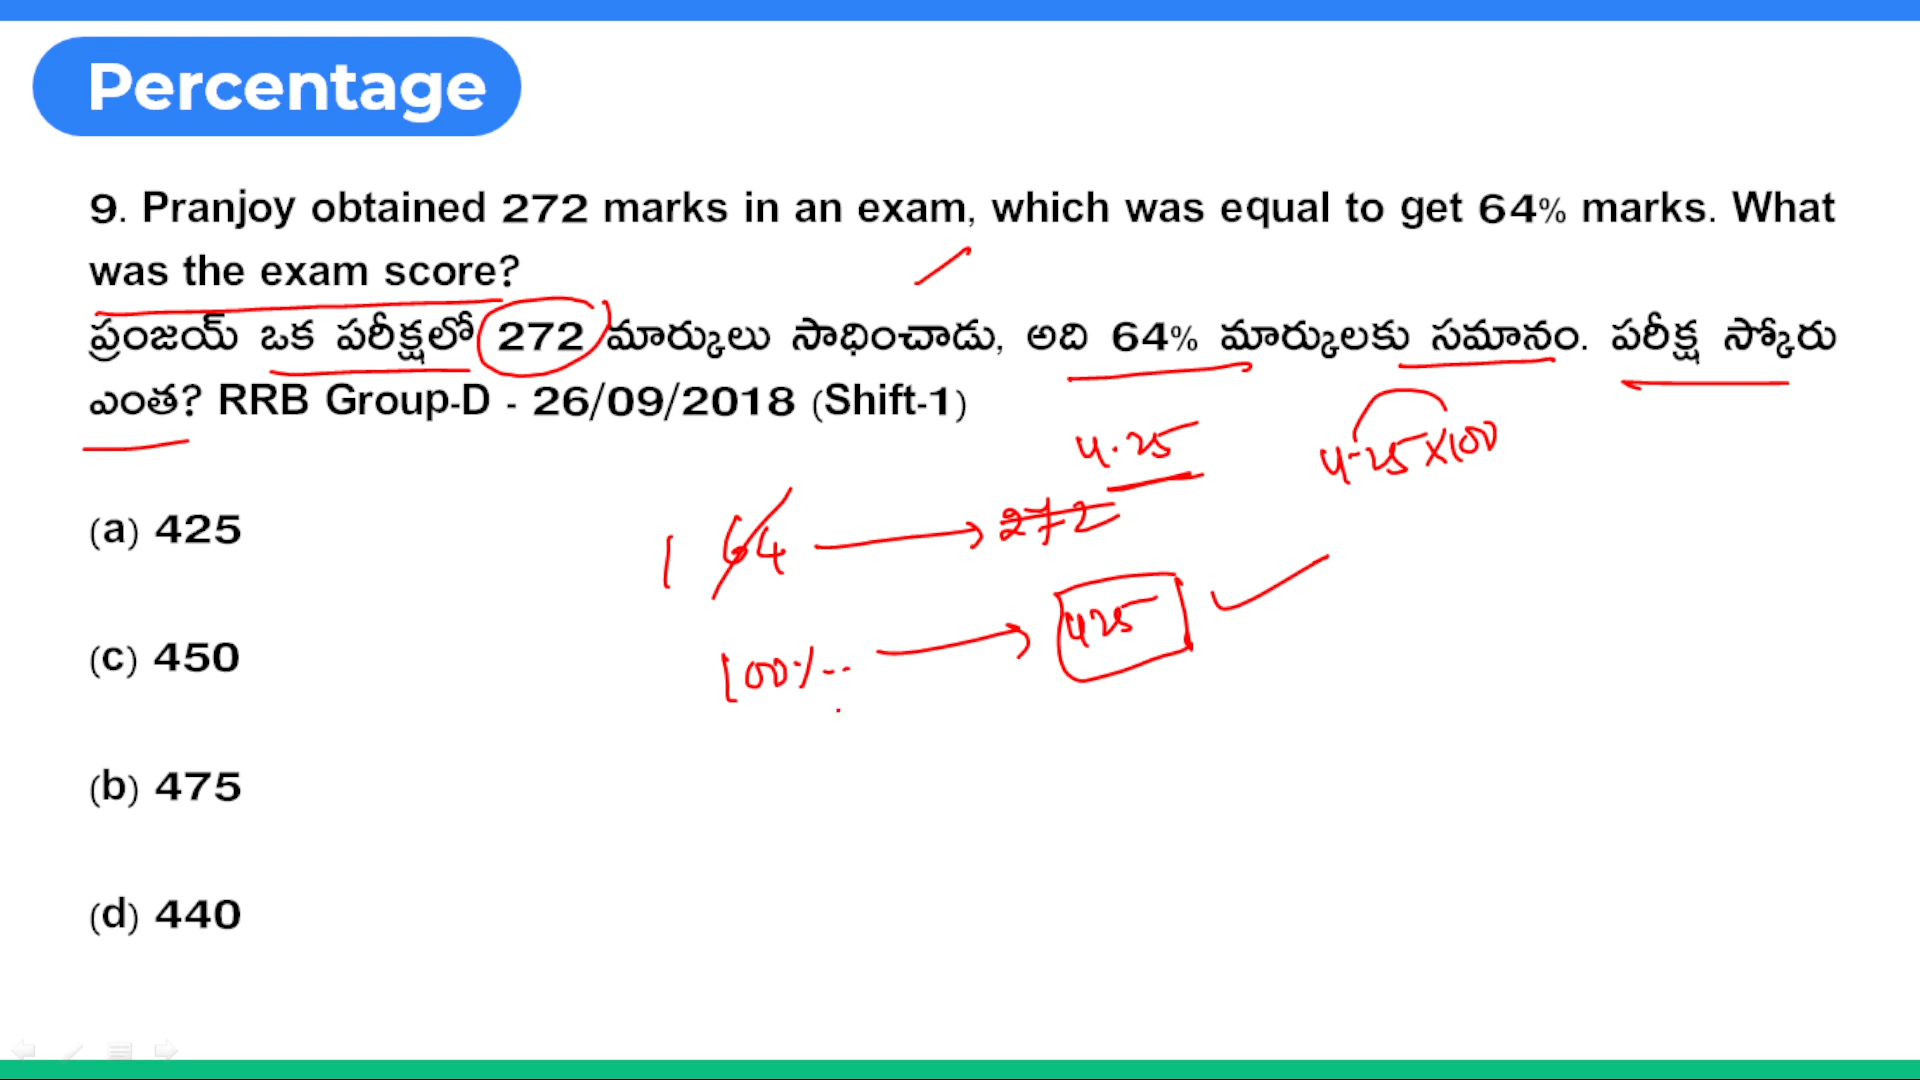 Percentage
9. Pranjoy obtained 272 marks in an exam, which was equal to get 64% marks. What
was the exam score?
ప్రంజయ్ ఒక పరీక్షలో 272 మార్కులు సాధించాడు, అది 64% మార్కులకు సమానం. పరీక్ష స్కోరు
ఎంత? RRB Group-D - 26/09/2018 (Shift-1)
4.25
4.25×100
(a) 425
1 64 → 272
(c) 450
100% → 425
(b) 475
(d) 440